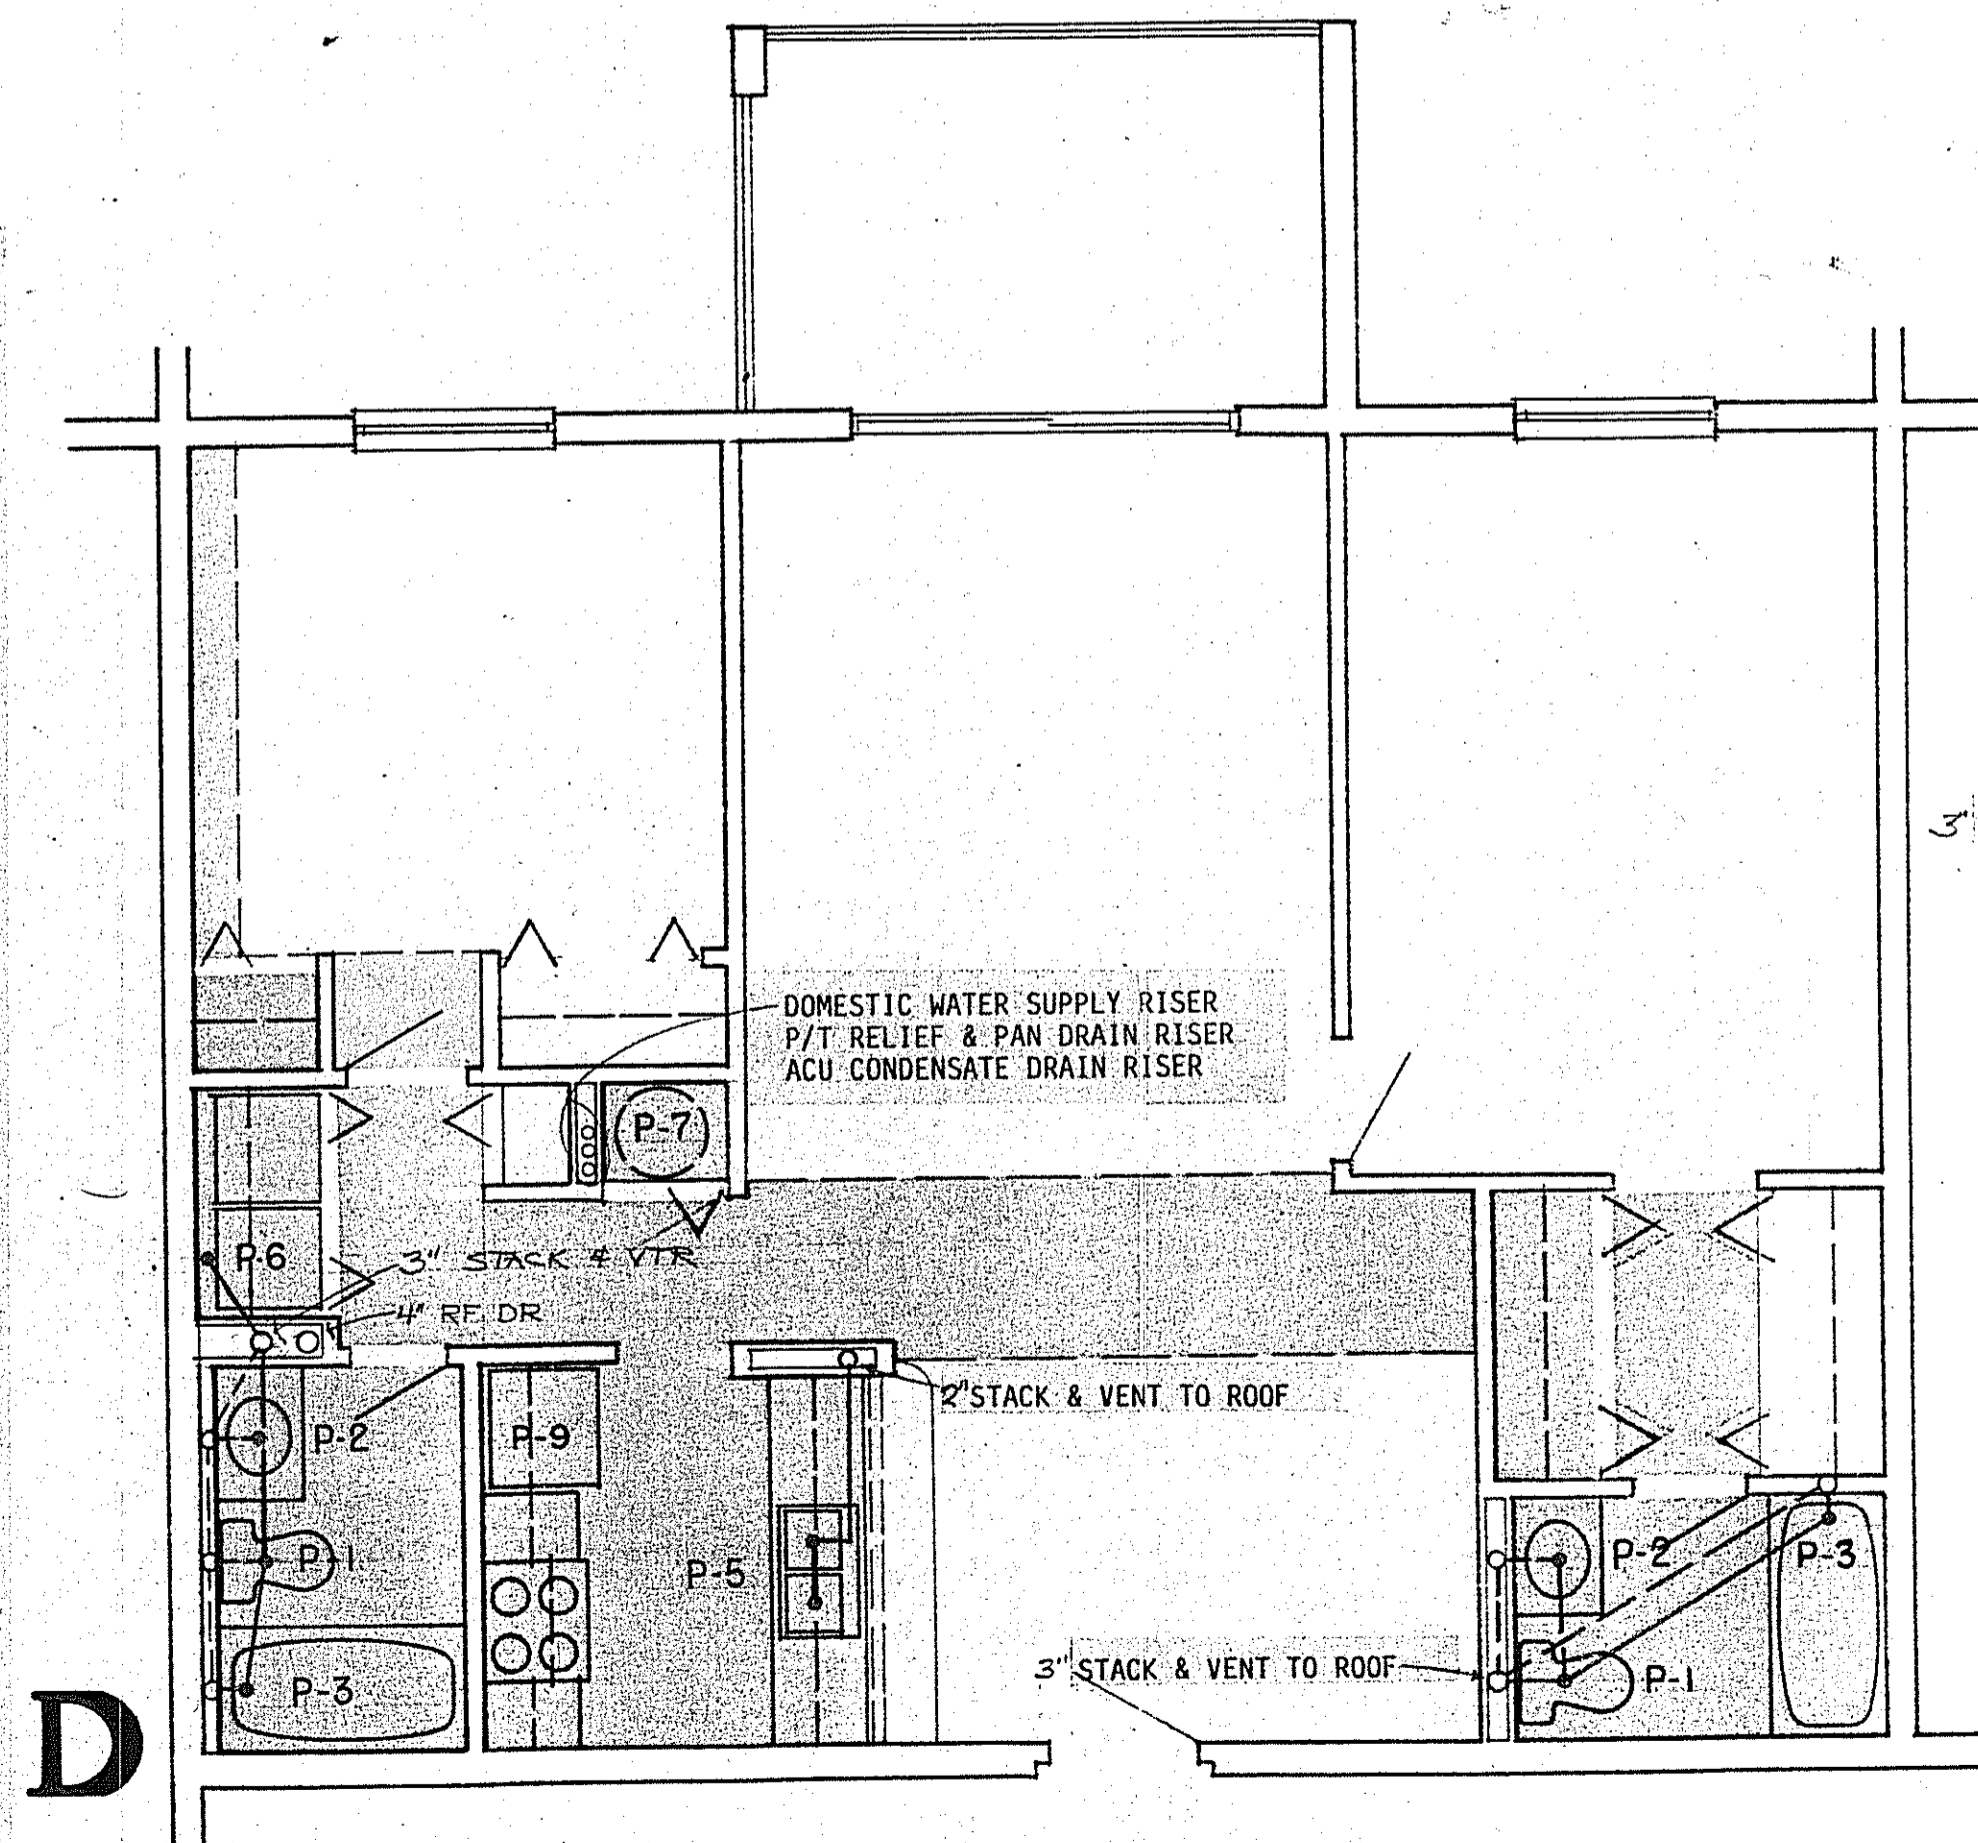 DOMESTIC WATER SUPPLY RISER
P/T RELIEF & PAN DRAIN RISER
ACU CONDENSATE DRAIN RISER
P-7
P-6
3" STACK & VTR
4" RF DR
2" STACK & VENT TO ROOF
P-2
P-9
P-1
P-5
P-3
P-2
P-3
3" STACK & VENT TO ROOF
P-1
D
3"